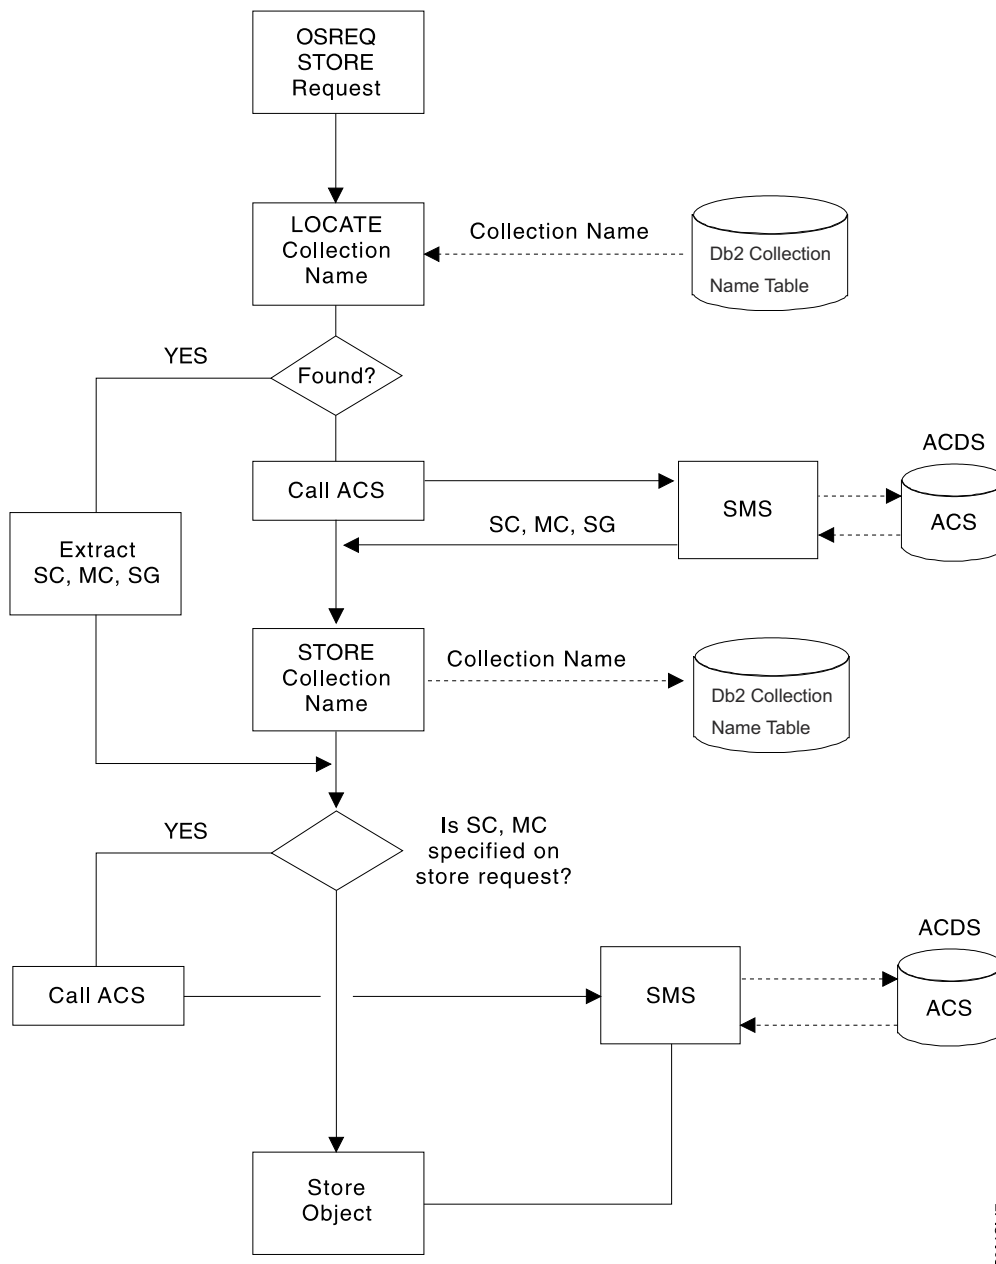 OSREQ
STORE
Request
LOCATE
Collection
Name
Collection Name
Db2 Collection
Name Table
YES
Found?
ACDS
Call ACS
SMS
ACS
SC, MC, SG
Extract
SC, MC, SG
STORE
Collection
Name
Collection Name
Db2 Collection
Name Table
YES
Is SC, MC
specified on
store request?
ACDS
Call ACS
SMS
ACS
Store
Object